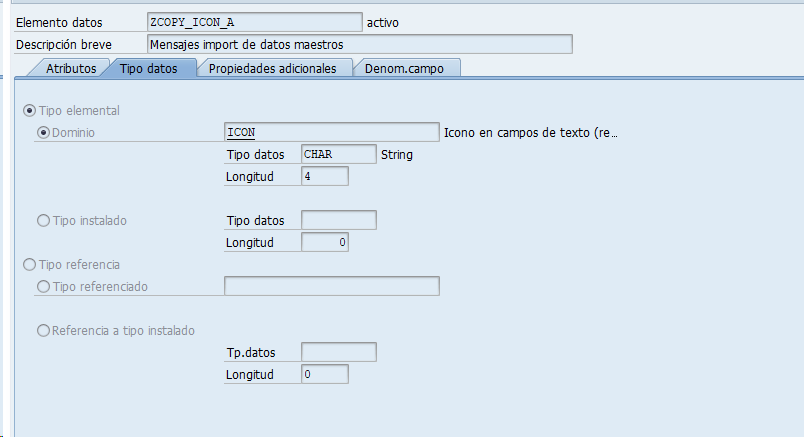 Elemento datos ZCOPY_ICON_A activo
Descripción breve Mensajes import de datos maestros
Atributos Tipo datos Propiedades adicionales Denom.campo
Tipo elemental
Dominio ICON Icono en campos de texto (re...
Tipo datos CHAR String
Longitud 4
Tipo instalado Tipo datos
Longitud 0
Tipo referencia
Tipo referenciado
Referencia a tipo instalado
Tp.datos
Longitud 0